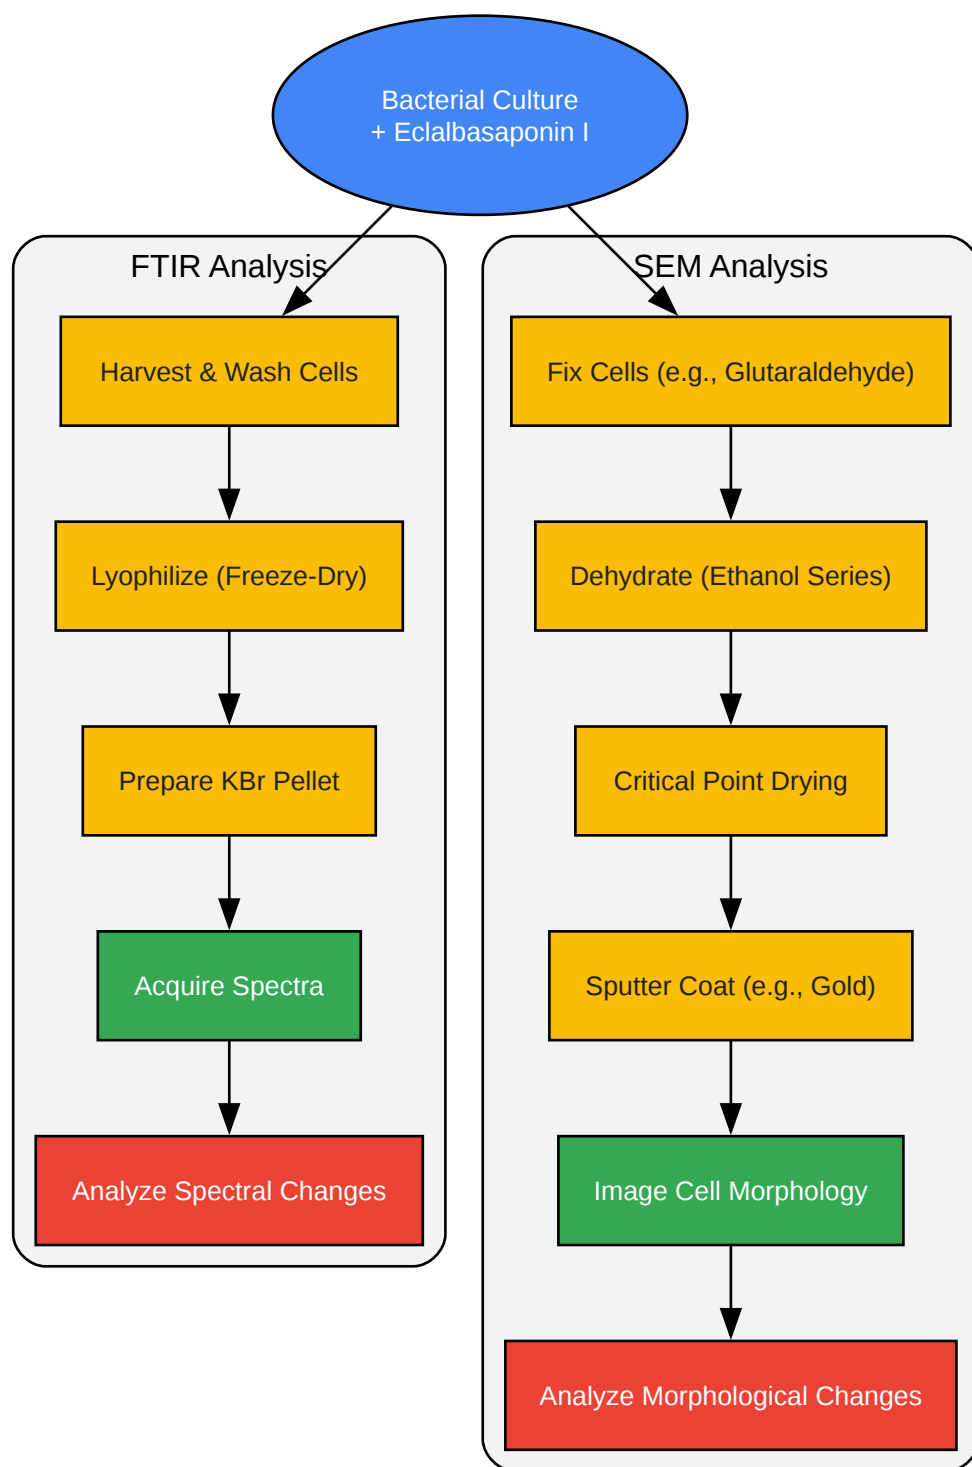 Bacterial Culture
+ Eclalbasaponin I
FTIR Analysis
Harvest & Wash Cells
Lyophilize (Freeze-Dry)
Prepare KBr Pellet
Acquire Spectra
Analyze Spectral Changes
SEM Analysis
Fix Cells (e.g., Glutaraldehyde)
Dehydrate (Ethanol Series)
Critical Point Drying
Sputter Coat (e.g., Gold)
Image Cell Morphology
Analyze Morphological Changes